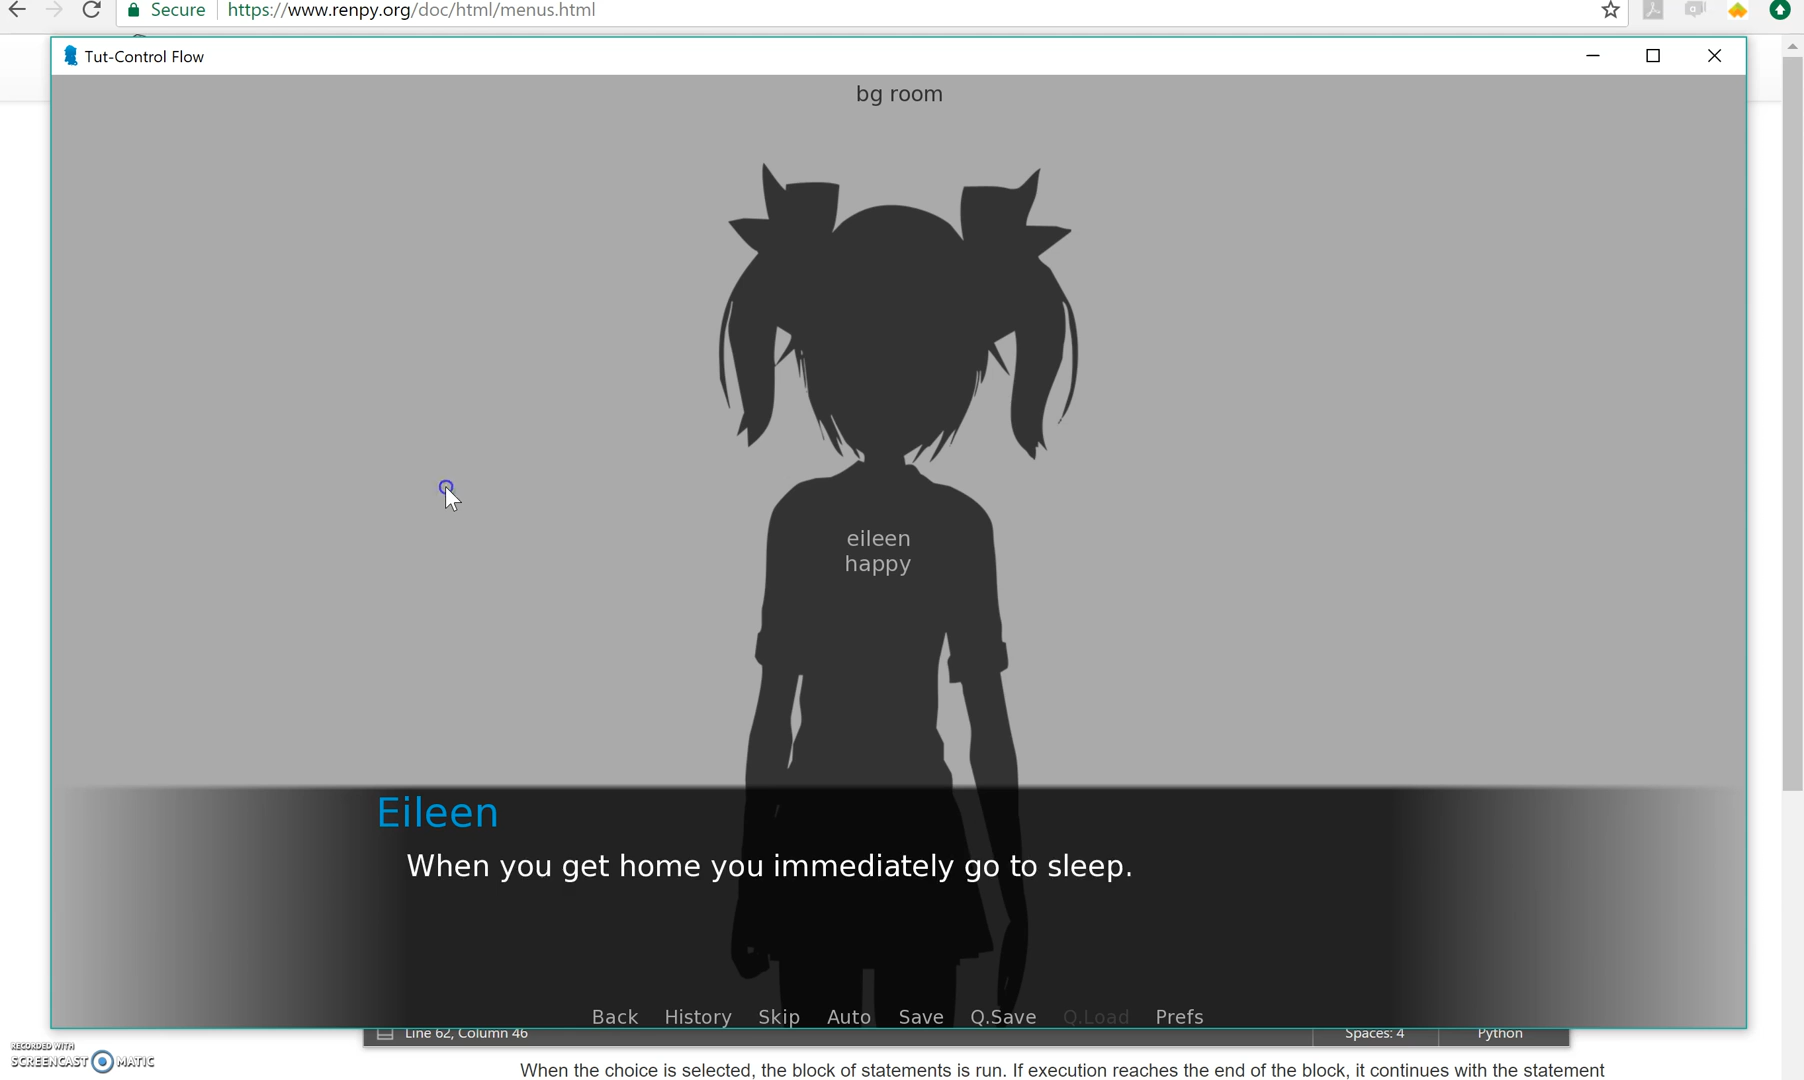 Secure https://www.renpy.org/doc/html/menus.html
Tut-Control Flow
bg room
eileen
happy
Eileen
When you get home you immediately go to sleep.
Back History Skip Auto Save Q.Save Q.Load Prefs
Line 62, Column 46 Spaces: 4 Python
RECORDED WITH
SCREENCAST MATIC
When the choice is selected, the block of statements is run. If execution reaches the end of the block, it continues with the statement